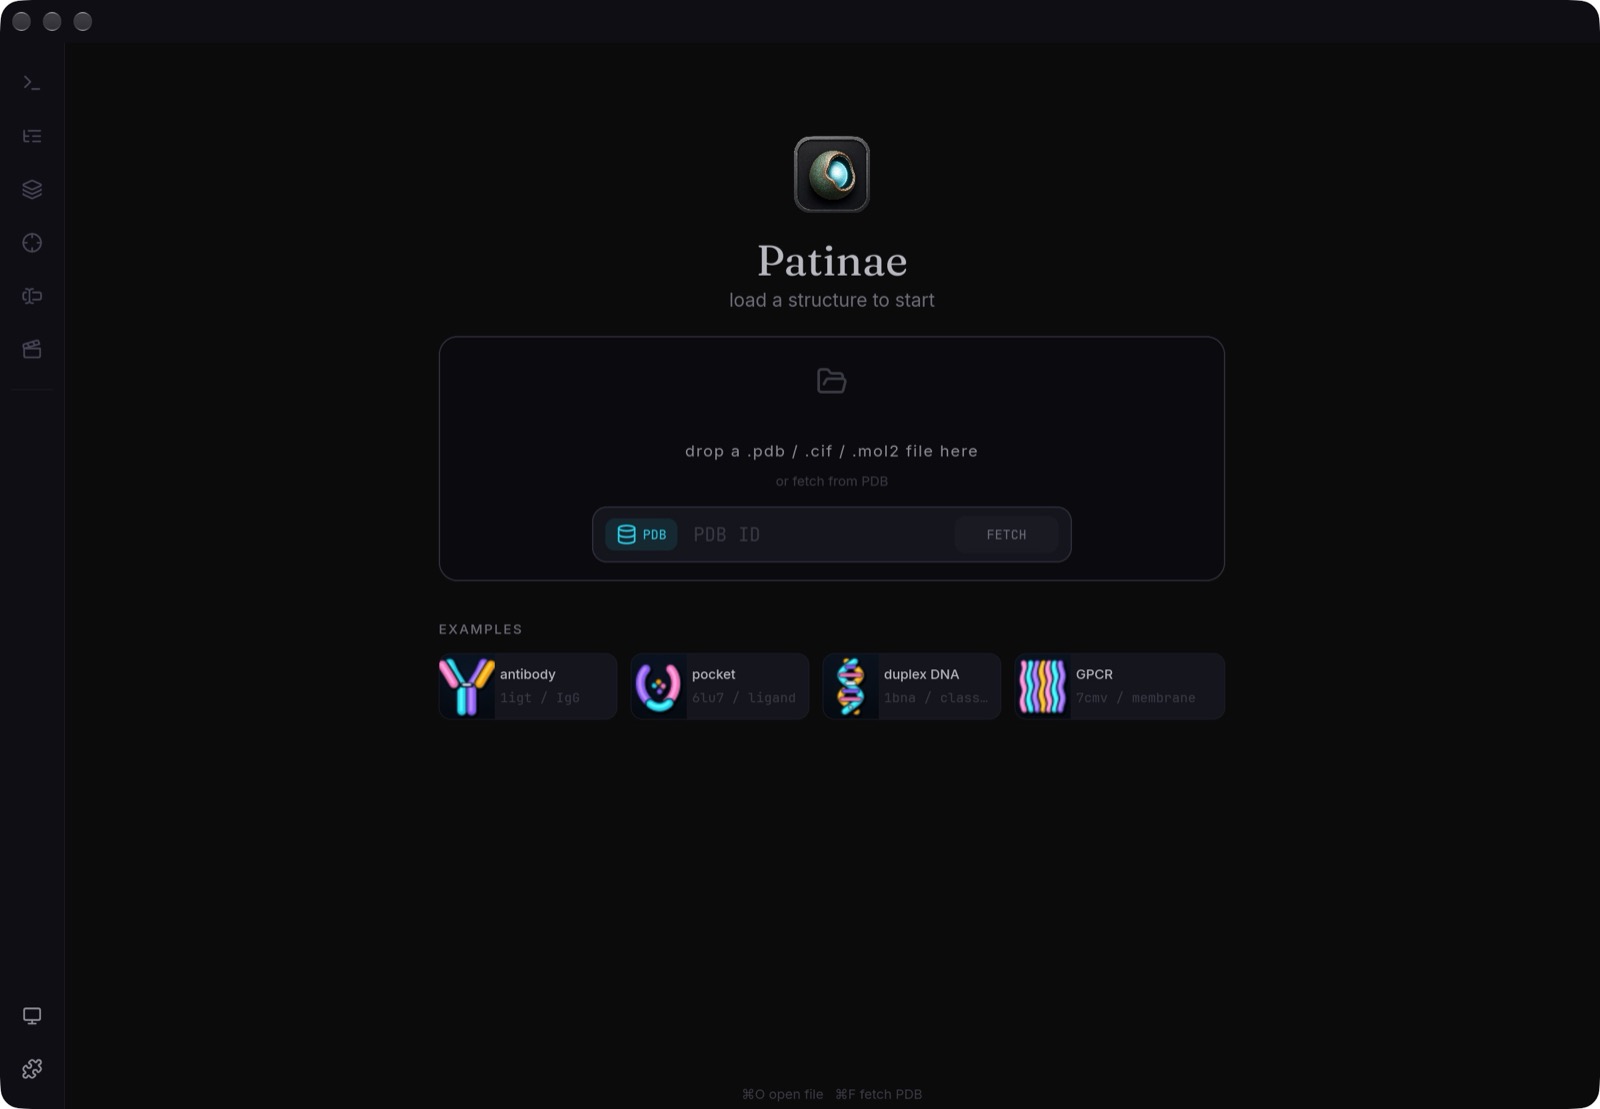 Patinae
load a structure to start
drop a .pdb / .cif / .mol2 file here
or fetch from PDB
PDB
PDB ID
FETCH
EXAMPLES
antibody
1igt / IgG
pocket
6lu7 / ligand
duplex DNA
1bna / class…
GPCR
7cmv / membrane
⌘O open file ⌘F fetch PDB